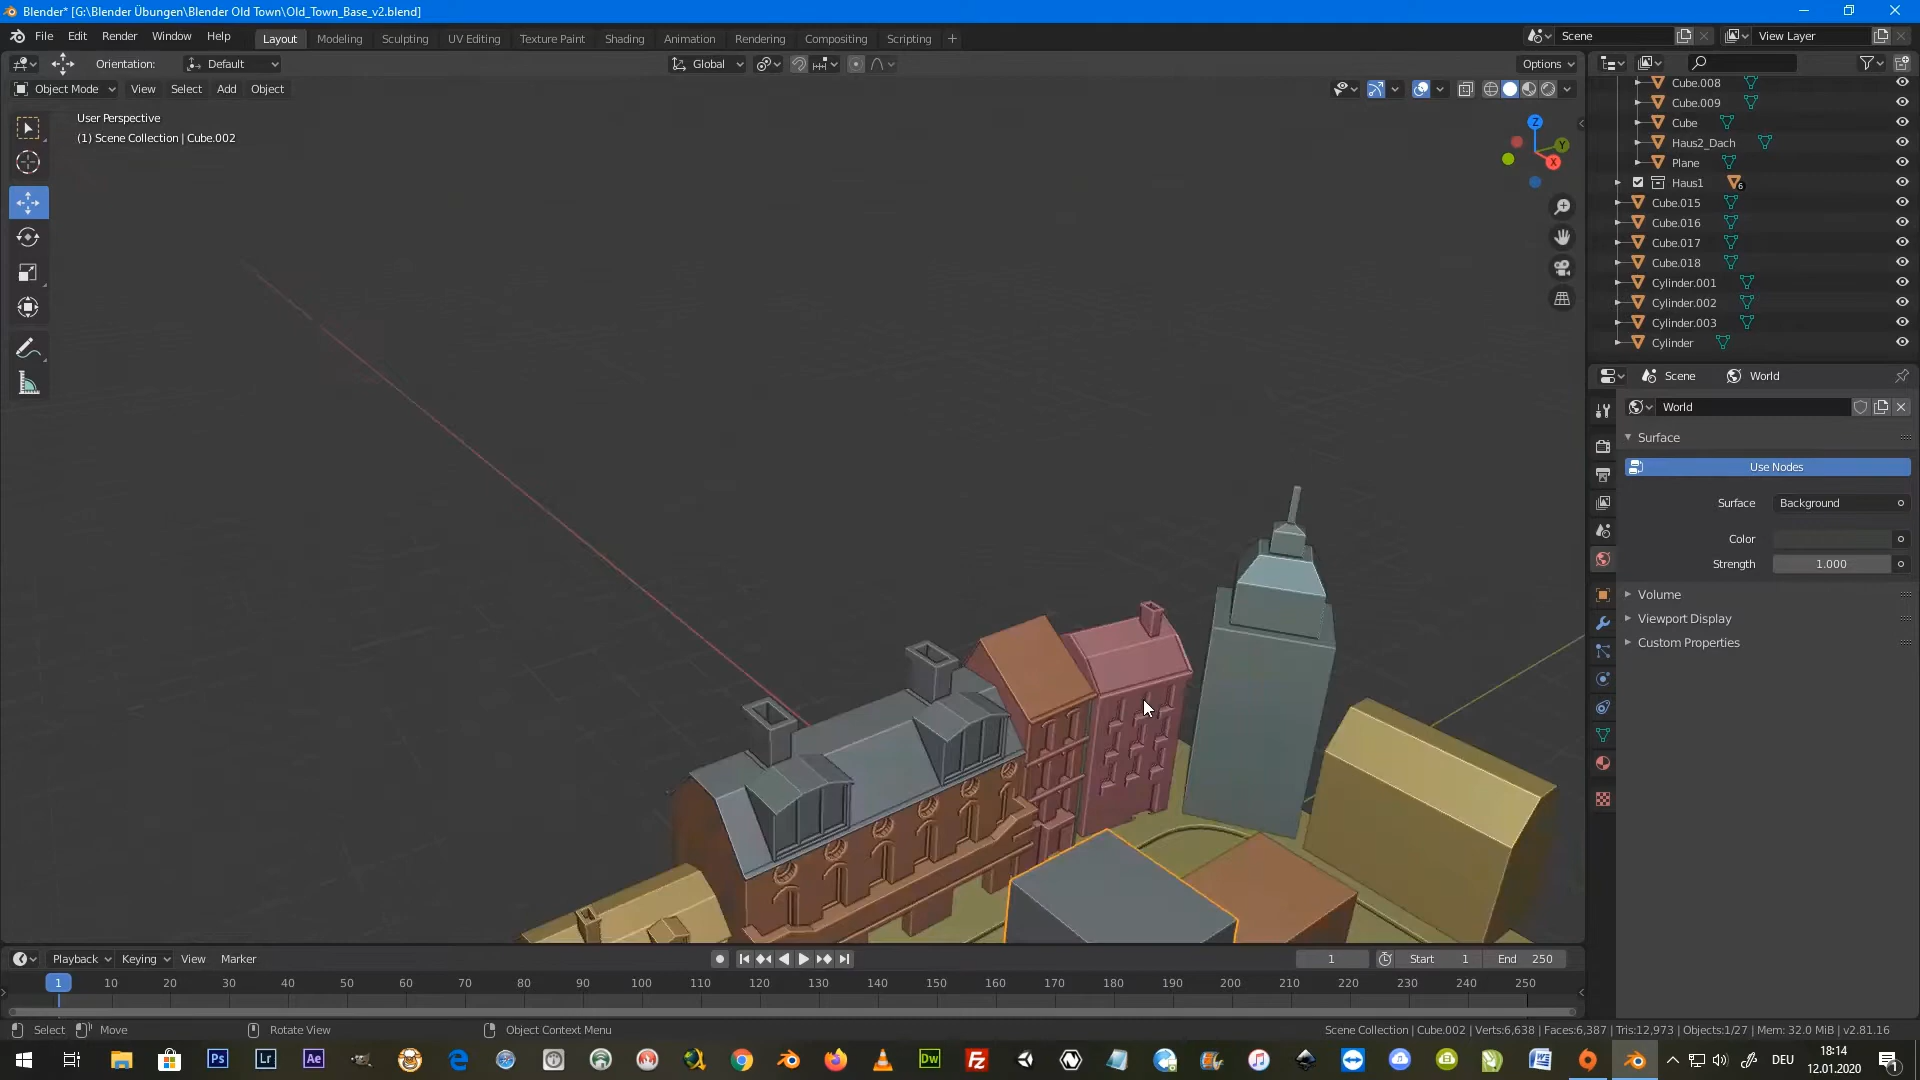 Blender* [G:\Blender Übungen\Blender Old Town\Old_Town_Base_v2.blend]
File Edit Render Window Help
Layout Modeling Sculpting UV Editing Texture Paint Shading Animation Rendering Compositing Scripting +
Scene
View Layer
Orientation: Default
Global
Options
Object Mode View Select Add Object
User Perspective
(1) Scene Collection | Cube.002
Z
Y
X
Cube.008
Cube.009
Cube
Haus2_Dach
Plane
Haus1 6
Cube.015
Cube.016
Cube.017
Cube.018
Cylinder.001
Cylinder.002
Cylinder.003
Cylinder
Scene World
World
Surface
Use Nodes
Surface Background
Color
Strength 1.000
Volume
Viewport Display
Custom Properties
Playback Keying View Marker
1 Start 1 End 250
1 10 20 30 40 50 60 70 80 90 100 110 120 130 140 150 160 170 180 190 200 210 220 230 240 250
Select Move Rotate View Object Context Menu
Scene Collection | Cube.002 | Verts:6,638 | Faces:6,387 | Tris:12,973 | Objects:1/27 | Mem: 32.0 MiB | v2.81.16
Ps Lr Ae Dw
DEU
18:14
12.01.2020
1